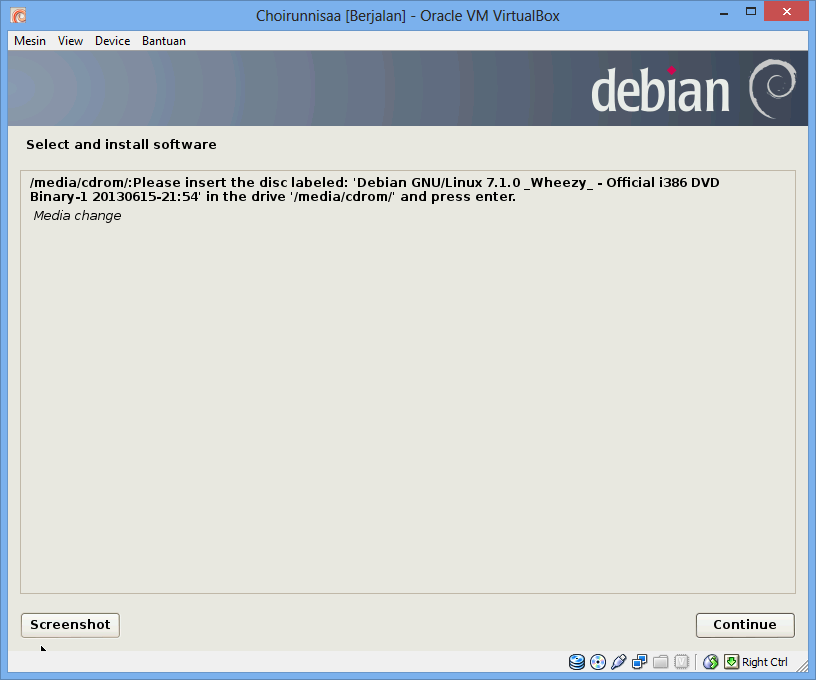 Choirunnisaa [Berjalan] - Oracle VM VirtualBox
Mesin View Device Bantuan
debian
Select and install software
/media/cdrom/:Please insert the disc labeled: 'Debian GNU/Linux 7.1.0 _Wheezy_ - Official i386 DVD
Binary-1 20130615-21:54' in the drive '/media/cdrom/' and press enter.
Media change
Screenshot
Continue
Right Ctrl